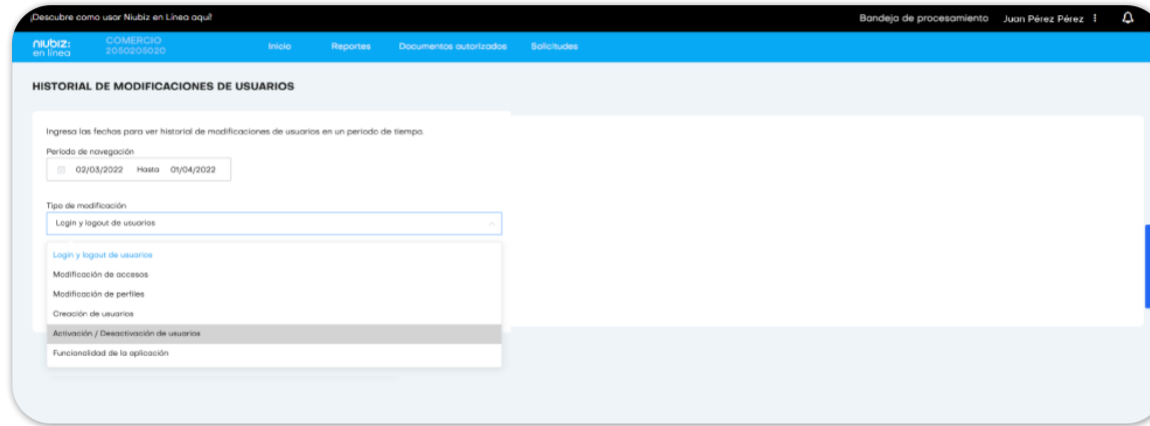 ¡Descubre como usar Niubiz en Línea aquí!
Bandeja de procesamiento
Juan Pérez Pérez
niubiz:
en línea
COMERCIO
2050205020
Inicio
Reportes
Documentos autorizados
Solicitudes
HISTORIAL DE MODIFICACIONES DE USUARIOS
Ingresa las fechas para ver historial de modificaciones de usuarios en un periodo de tiempo.
Período de navegación
02/03/2022 Hasta 01/04/2022
Tipo de modificación
Login y logout de usuarios
Login y logout de usuarios
Modificación de accesos
Modificación de perfiles
Creación de usuarios
Activación / Desactivación de usuarios
Funcionalidad de la aplicación